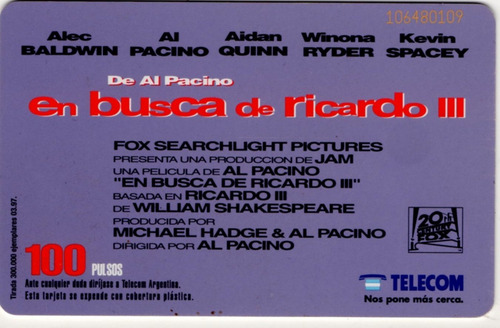 106480109
Alec Al Aidan Winona Kevin
BALDWIN PACINO QUINN RYDER SPACEY
De Al Pacino
en busca de ricardo III
FOX SEARCHLIGHT PICTURES
PRESENTA UNA PRODUCCION DE JAM
UNA PELICULA DE AL PACINO
"EN BUSCA DE RICARDO III"
BASADA EN RICARDO III
DE WILLIAM SHAKESPEARE
PRODUCIDA POR
MICHAEL HADGE & AL PACINO
DIRIGIDA POR AL PACINO
20th
CENTURY
FOX
Tirada 300.000 ejemplares 03.97.
100 PULSOS
Ante cualquier duda diríjase a Telecom Argentina.
Esta tarjeta se expende con cobertura plástica.
TELECOM
Nos pone más cerca.